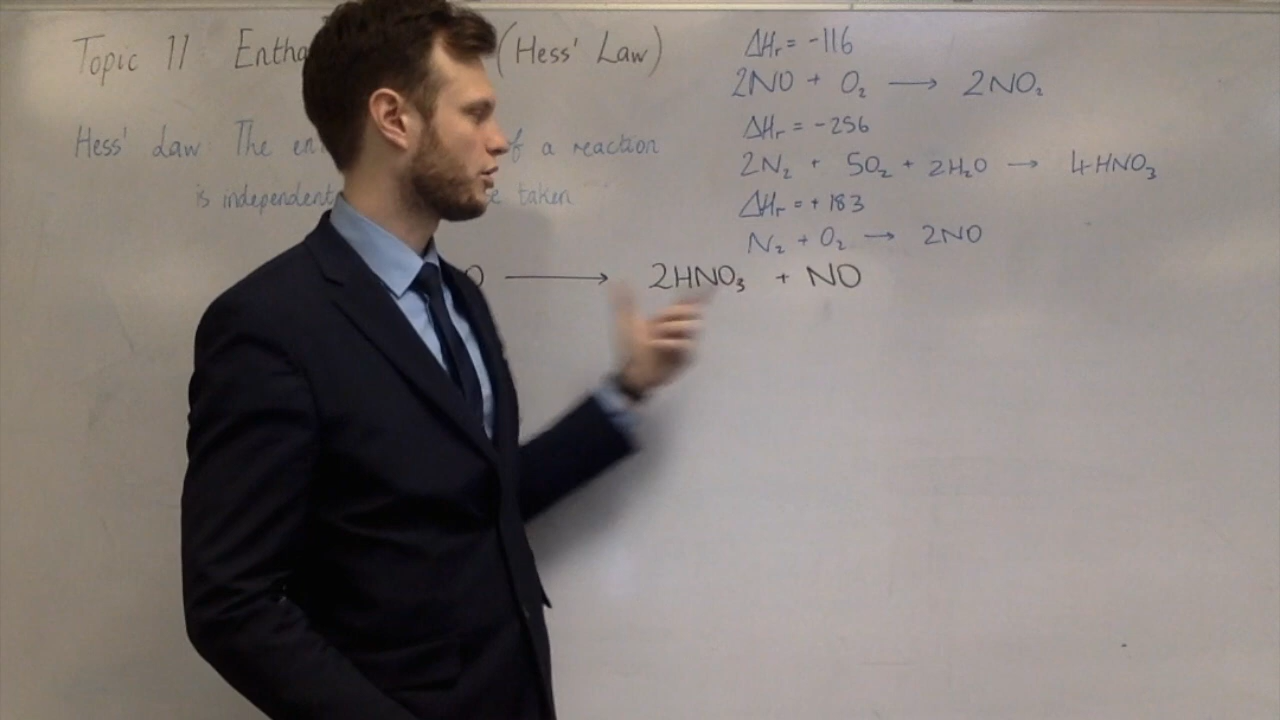 Topic 11: Entha (Hess' Law)
Hess' Law: The en of a reaction
is independent e taken
ΔHr = -116
2NO + O₂ → 2NO₂
ΔHr = -256
2N₂ + 5O₂ + 2H₂O → 4HNO₃
ΔHr = +183
N₂ + O₂ → 2NO
O → 2HNO₃ + NO